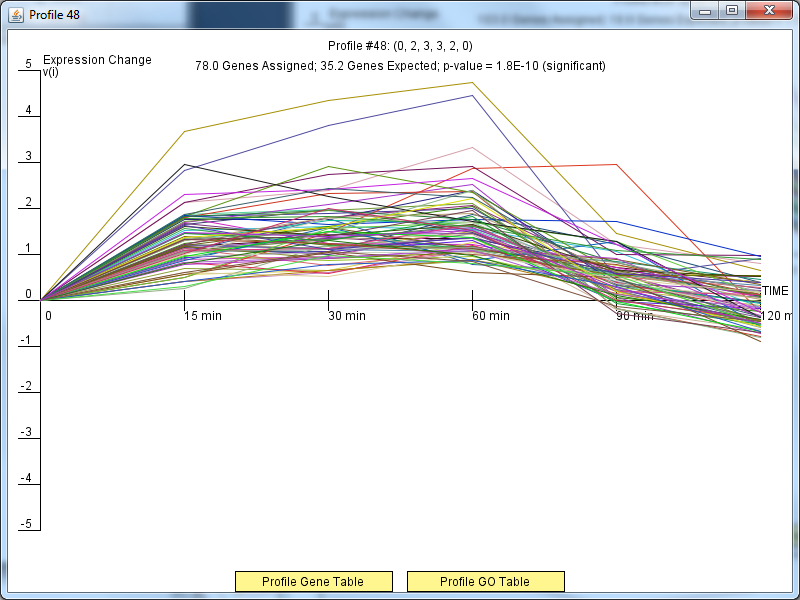 Profile 48
Profile #48: (0, 2, 3, 3, 2, 0)
78.0 Genes Assigned; 35.2 Genes Expected; p-value = 1.8E-10 (significant)
Expression Change
v(i)
5
4
3
2
1
0
-1
-2
-3
-4
-5
TIME
0 15 min 30 min 60 min 90 min 120 m
Profile Gene Table Profile GO Table